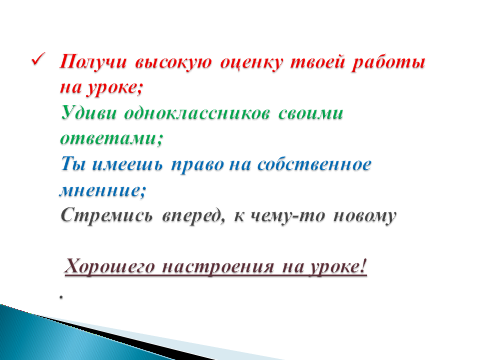 ✓ Получи высокую оценку твоей работы
на уроке;
Удиви одноклассников своими
ответами;
Ты имеешь право на собственное
мненние;
Стремись вперед, к чему-то новому
Хорошего настроения на уроке!
.